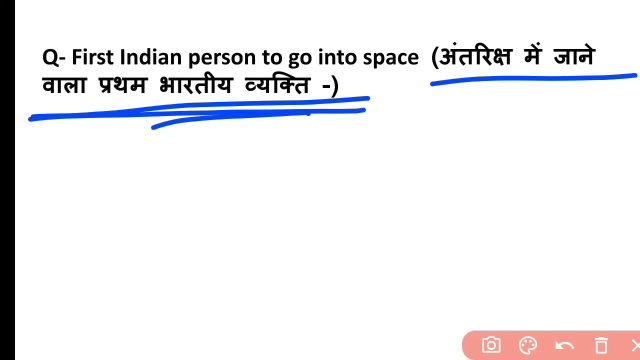 Q- First Indian person to go into space (अंतरिक्ष में जाने
वाला प्रथम भारतीय व्यक्ति -)